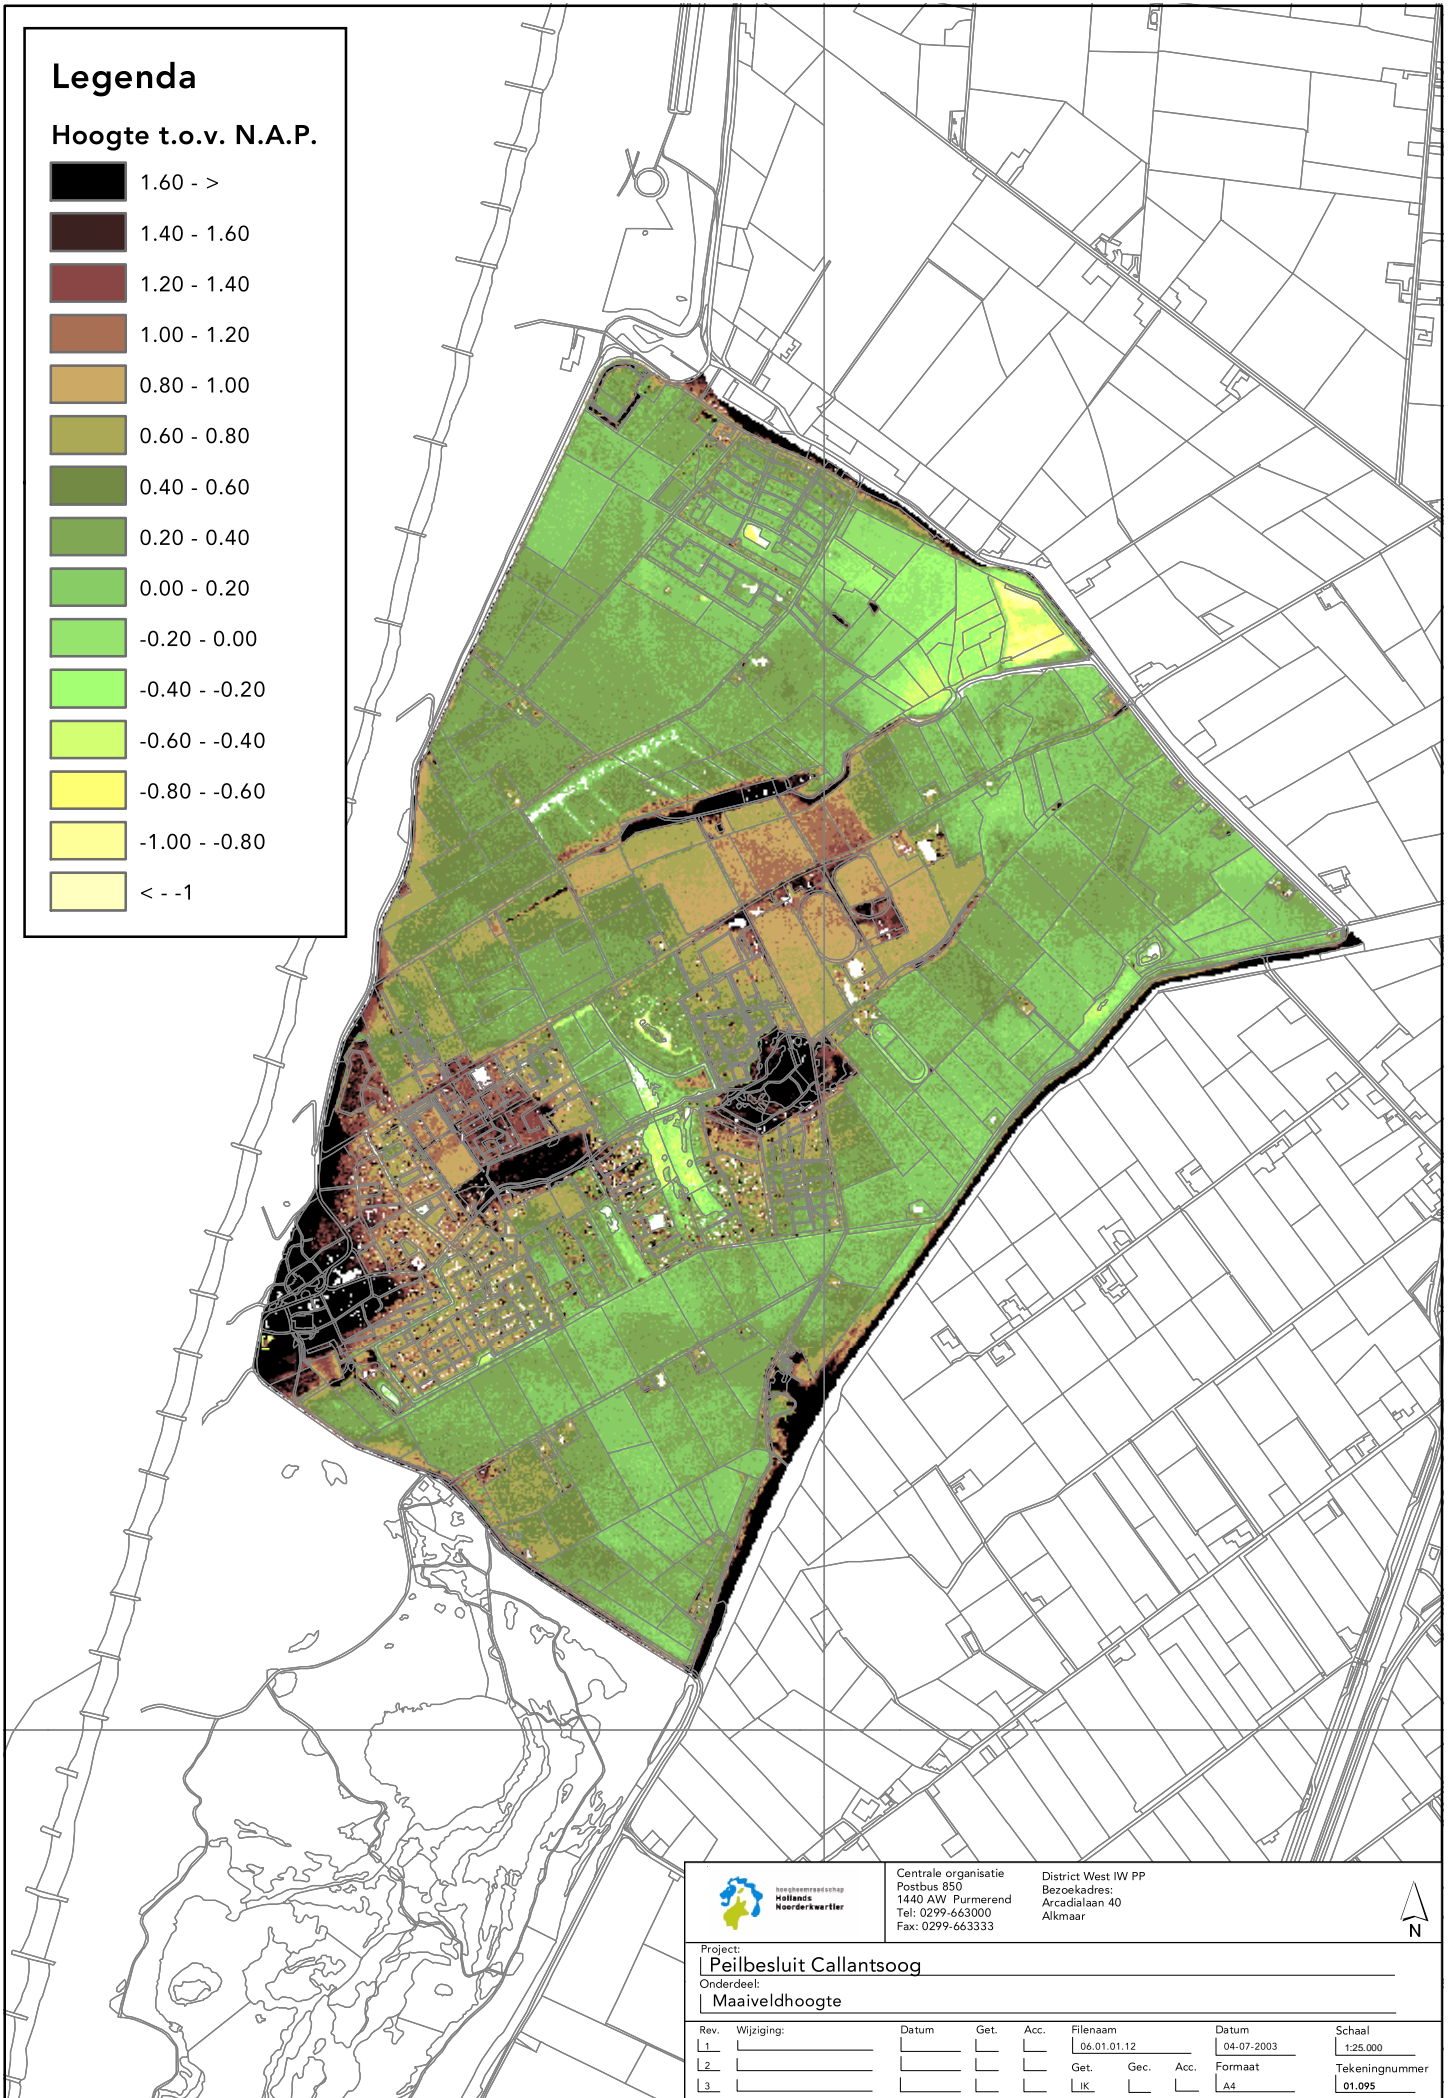 Legenda
Hoogte t.o.v. N.A.P.
1.60 - >
1.40 - 1.60
1.20 - 1.40
1.00 - 1.20
0.80 - 1.00
0.60 - 0.80
0.40 - 0.60
0.20 - 0.40
0.00 - 0.20
-0.20 - 0.00
-0.40 - -0.20
-0.60 - -0.40
-0.80 - -0.60
-1.00 - -0.80
< - -1
hoogheemraadschap
Hollands
Noorderkwartier
Centrale organisatie
Postbus 850
1440 AW Purmerend
Tel: 0299-663000
Fax: 0299-663333
District West IW PP
Bezoekadres:
Arcadialaan 40
Alkmaar
N
Project:
Peilbesluit Callantsoog
Onderdeel:
Maaiveldhoogte
Rev. Wijziging: Datum Get. Acc. Filenaam Datum Schaal
1 06.01.01.12 04-07-2003 1:25.000
2 Get. Gec. Acc. Formaat Tekeningnummer
3 IK A4 01.095